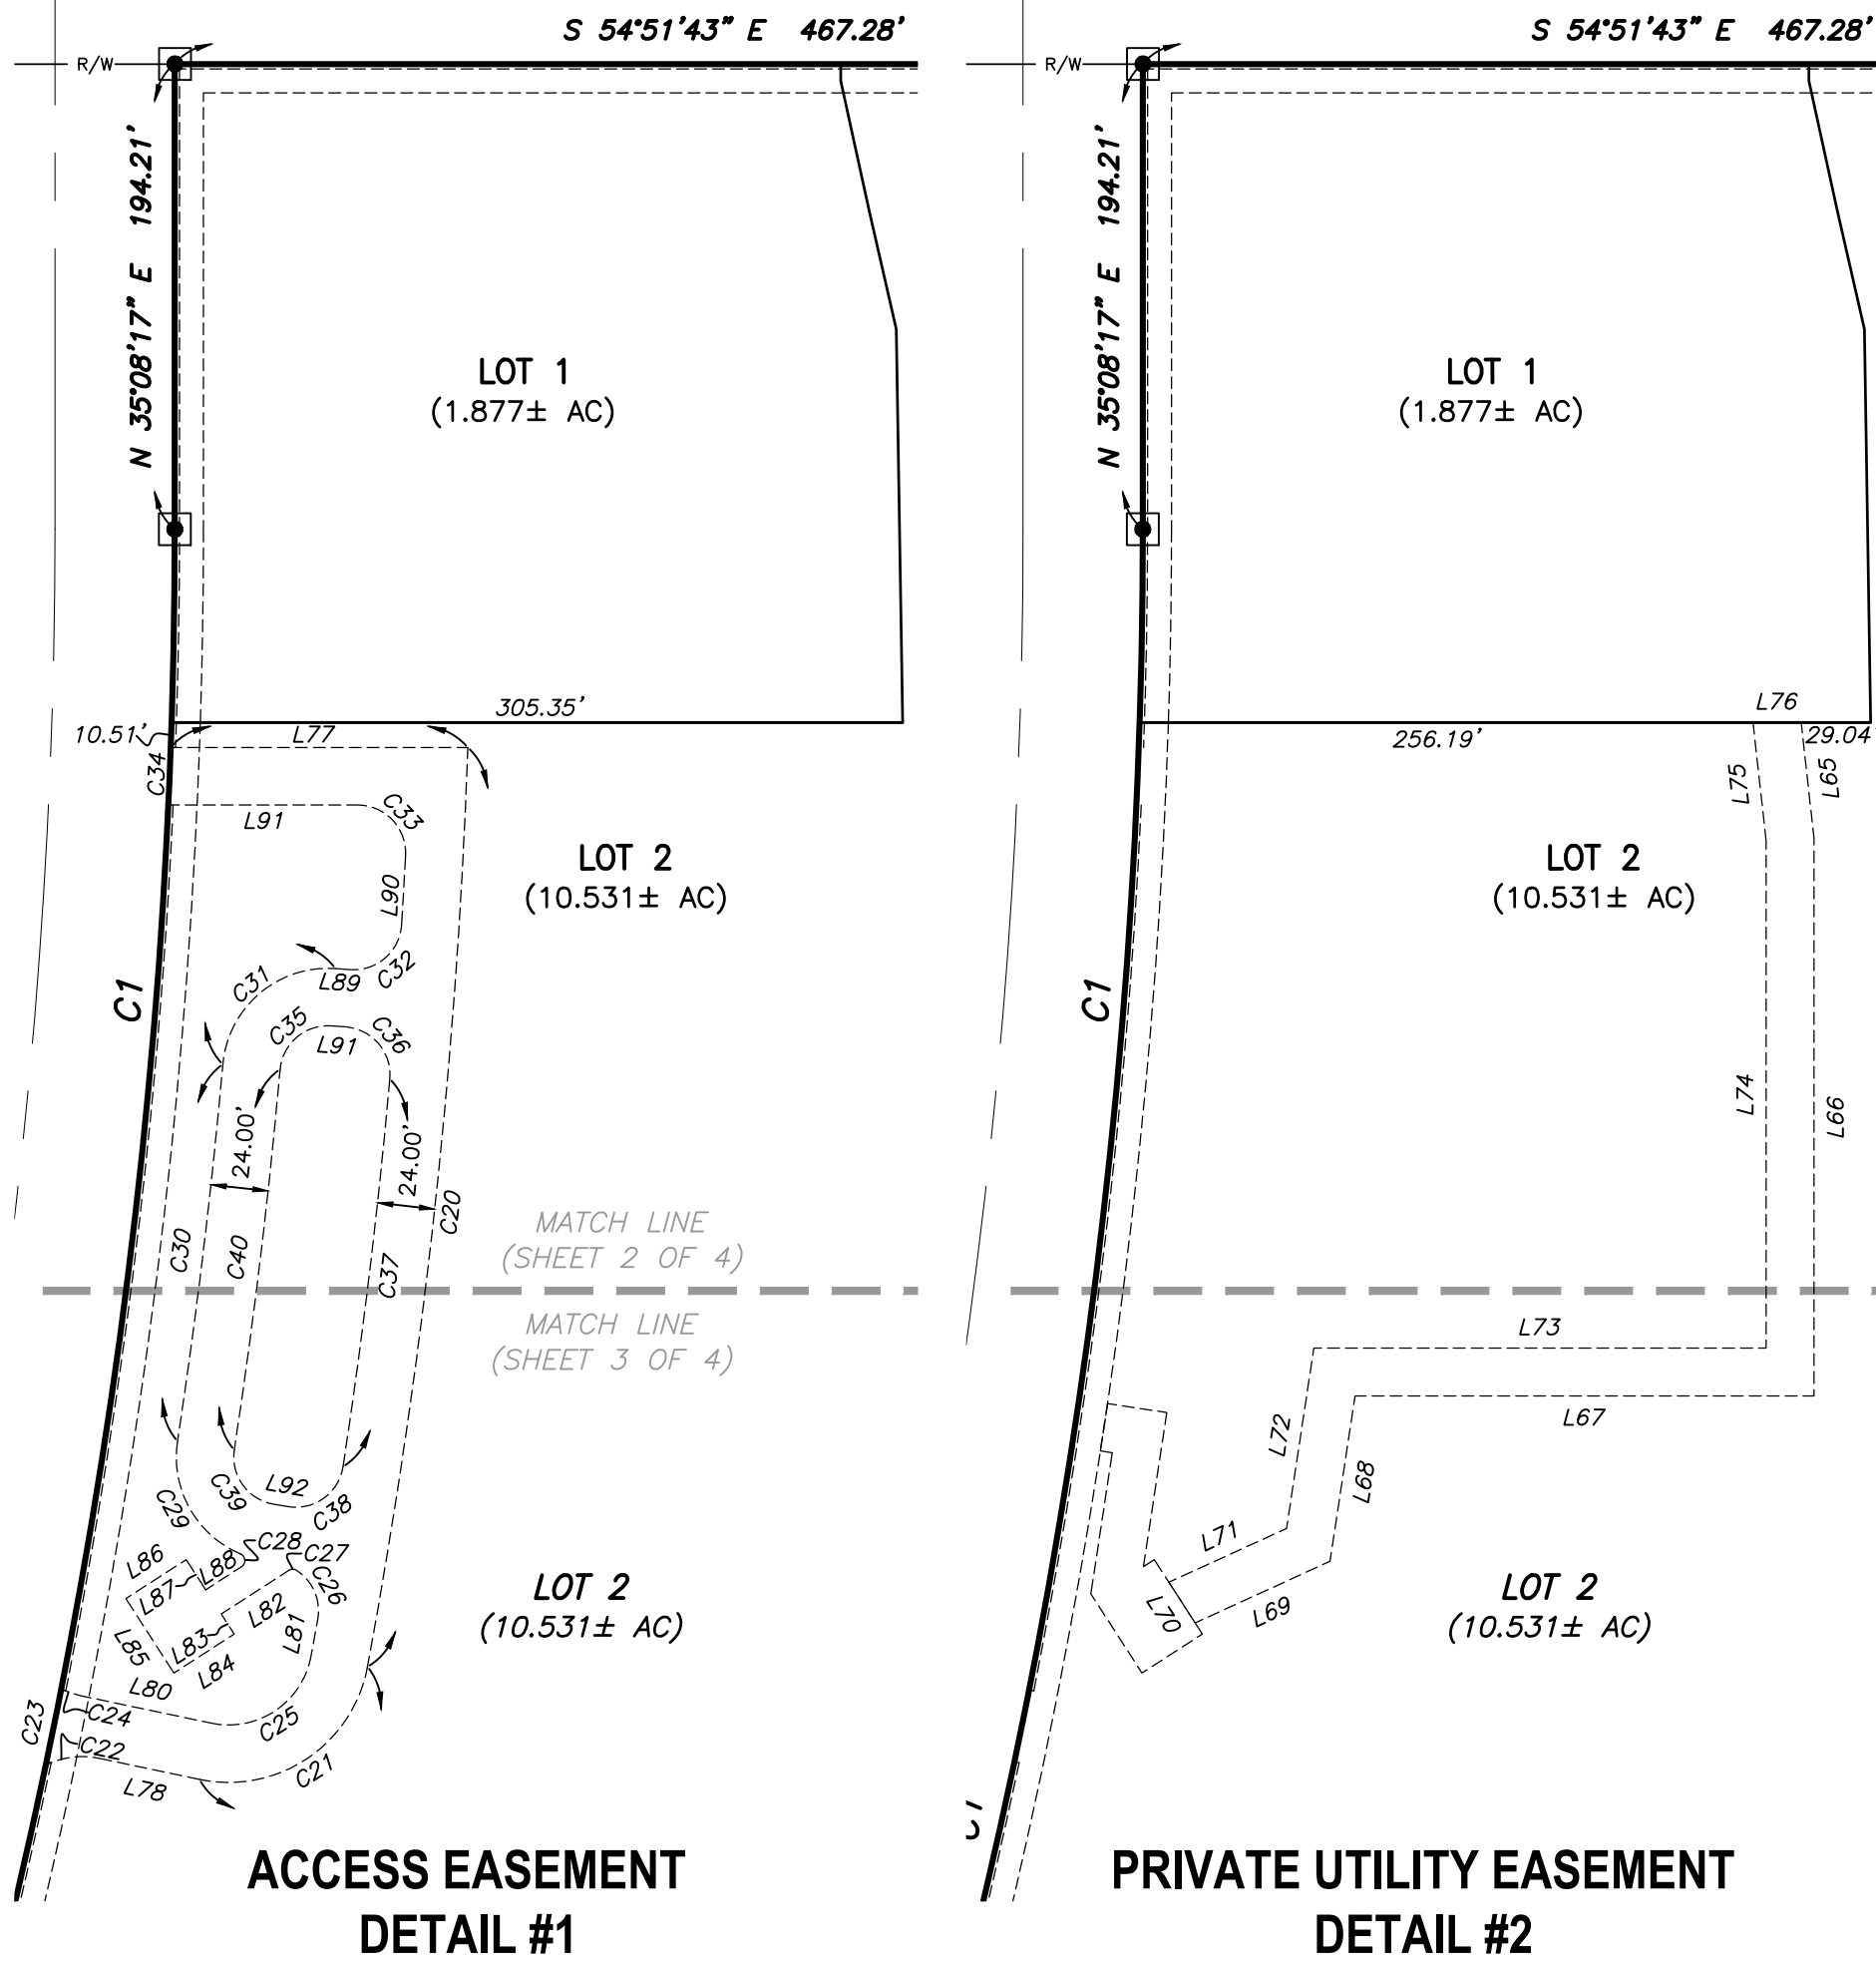 S 54°51'43" E 467.28'
R/W
N 35°08'17" E 194.21'
LOT 1
(1.877± AC)
305.35'
10.51'
L77
C34
L91
C33
LOT 2
(10.531± AC)
L90
C32
C31
L89
C1
C35
C36
L91
24.00'
24.00'
C20
C30
C40
C37
MATCH LINE
(SHEET 2 OF 4)
MATCH LINE
(SHEET 3 OF 4)
C29
C39
L92
C38
C28
C27
L86
L88
L87
C26
L82
L81
L83
L85
L84
LOT 2
(10.531± AC)
L80
C24
C23
C25
C22
C21
L78
ACCESS EASEMENT
DETAIL #1
S 54°51'43" E 467.28'
R/W
N 35°08'17" E 194.21'
LOT 1
(1.877± AC)
L76
256.19'
29.04
L75
L65
LOT 2
(10.531± AC)
C1
L74
L66
L73
L67
L72
L68
L71
L70
L69
LOT 2
(10.531± AC)
PRIVATE UTILITY EASEMENT
DETAIL #2